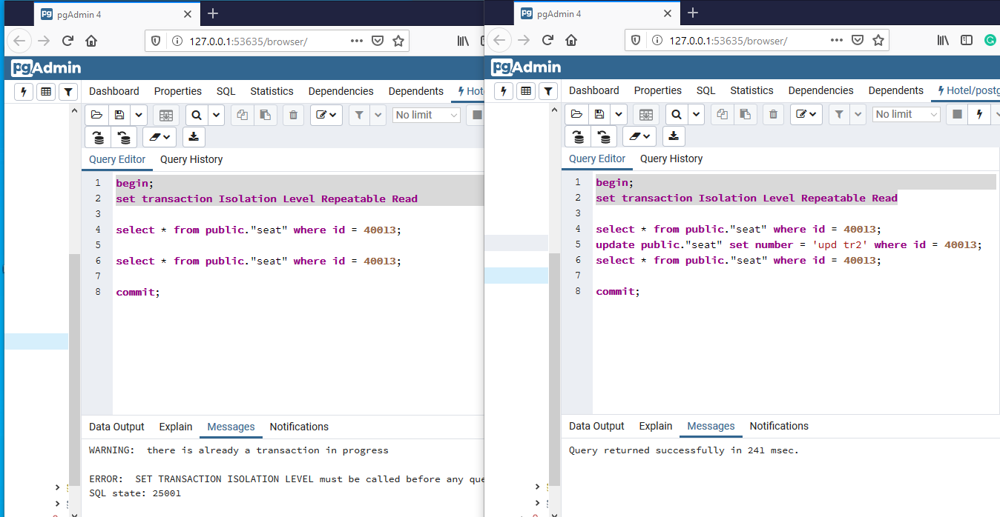 pgAdmin 4
127.0.0.1:53635/browser/
pgAdmin
Dashboard Properties SQL Statistics Dependencies Dependents Hot
No limit
Query Editor Query History
1 begin;
2 set transaction Isolation Level Repeatable Read
3
4 select * from public."seat" where id = 40013;
5
6 select * from public."seat" where id = 40013;
7
8 commit;
Data Output Explain Messages Notifications
WARNING: there is already a transaction in progress
ERROR: SET TRANSACTION ISOLATION LEVEL must be called before any que
SQL state: 25001
pgAdmin 4
127.0.0.1:53635/browser/
pgAdmin
Dashboard Properties SQL Statistics Dependencies Dependents Hotel/postg
No limit
Query Editor Query History
1 begin;
2 set transaction Isolation Level Repeatable Read
3
4 select * from public."seat" where id = 40013;
5 update public."seat" set number = 'upd tr2' where id = 40013;
6 select * from public."seat" where id = 40013;
7
8 commit;
Data Output Explain Messages Notifications
Query returned successfully in 241 msec.